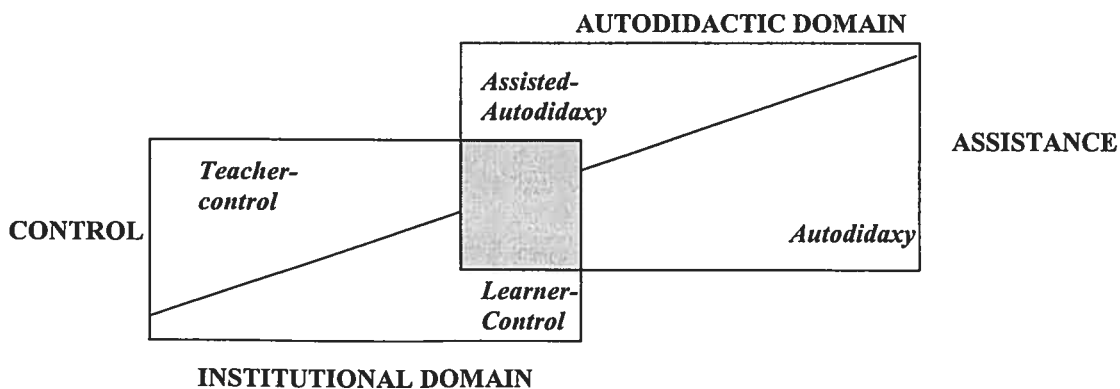 AUTODIDACTIC DOMAIN
Assisted-
Autodidaxy
ASSISTANCE
Teacher-
control
CONTROL
Autodidaxy
Learner-
Control
INSTITUTIONAL DOMAIN